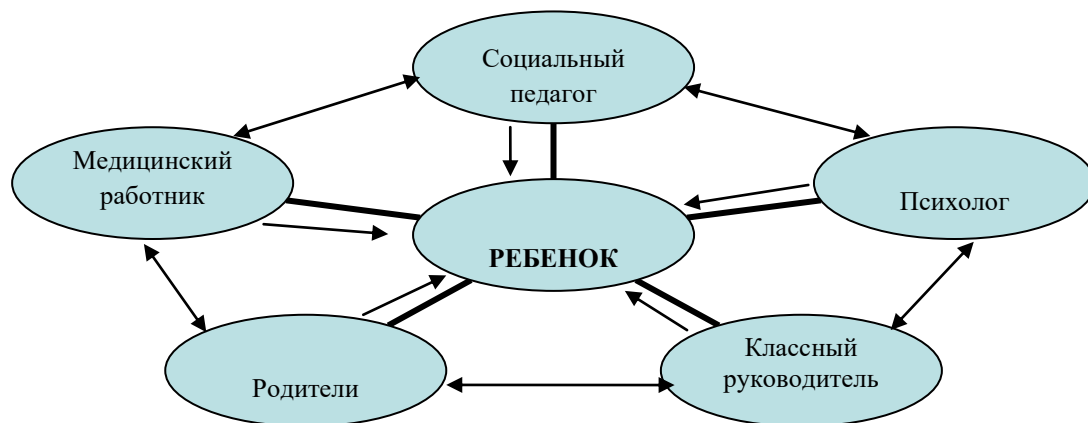 Социальный
педагог
Медицинский
работник
Психолог
РЕБЕНОК
Классный
руководитель
Родители